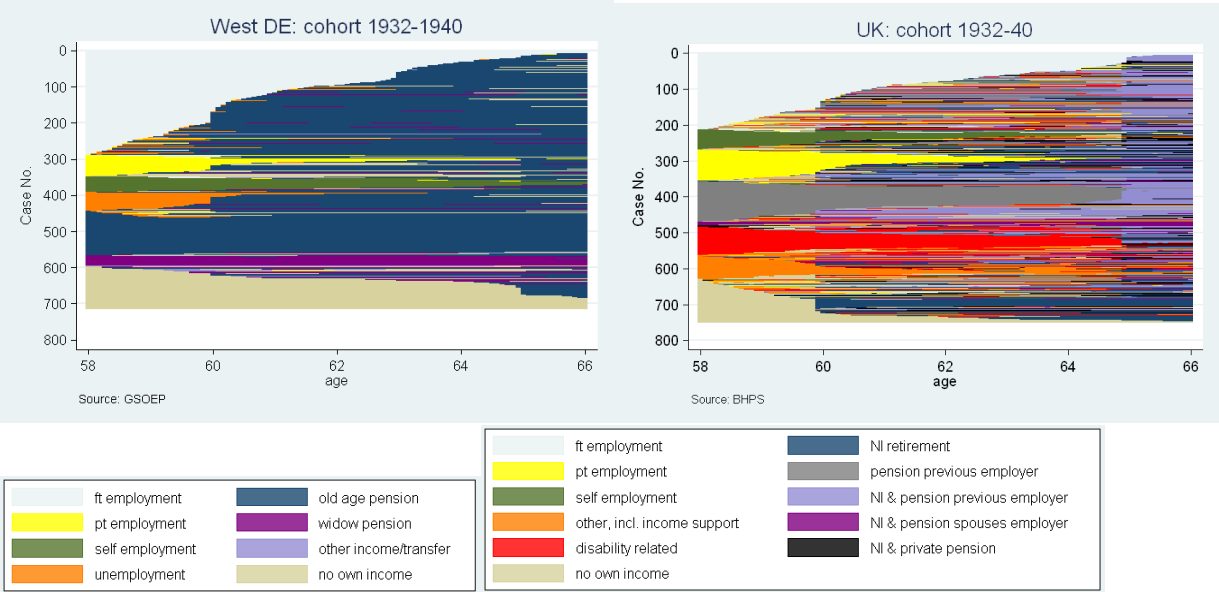 West DE: cohort 1932-1940
0
100
200
300
400
500
600
700
800
Case No.
58
60
62
64
66
age
Source: GSOEP
UK: cohort 1932-40
0
100
200
300
400
500
600
700
800
Case No.
58
60
62
64
66
age
Source: BHPS
ft employment
old age pension
pt employment
widow pension
self employment
other income/transfer
unemployment
no own income
ft employment
NI retirement
pt employment
pension previous employer
self employment
NI & pension previous employer
other, incl. income support
NI & pension spouses employer
disability related
NI & private pension
no own income